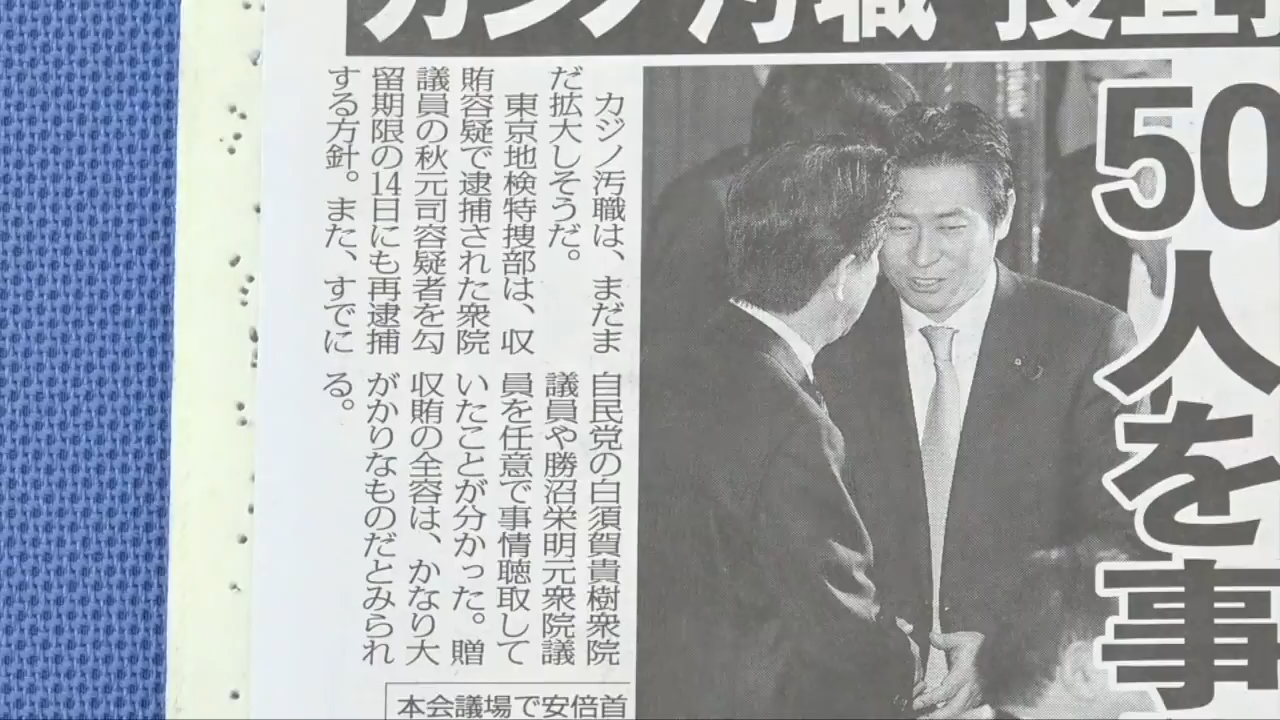 カジノ汚職 捜査
50人を事
カジノ汚職は、まだま
だ拡大しそうだ。
東京地検特捜部は、収
賄容疑で逮捕された衆院
議員の秋元司容疑者を勾
留期限の14日にも再逮捕
する方針。また、すでに
自民党の白須賀貴樹衆院
議員や勝沼栄明元衆院議
員を任意で事情聴取して
いたことが分かった。贈
収賄の全容は、かなり大
がかりなものだとみられ
る。
本会議場で安倍首